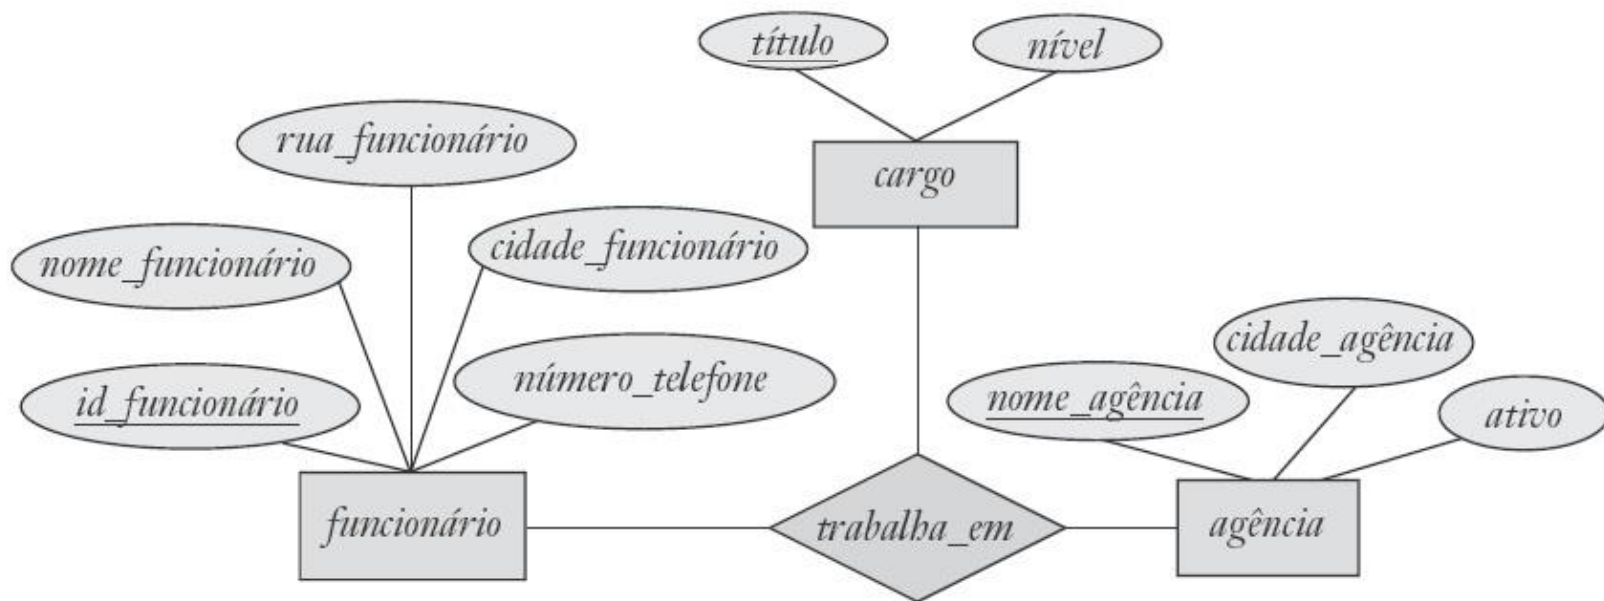 título
nível
rua_funcionário
cargo
nome_funcionário
cidade_funcionário
cidade_agência
número_telefone
id_funcionário
nome_agência
ativo
funcionário
trabalha_em
agência